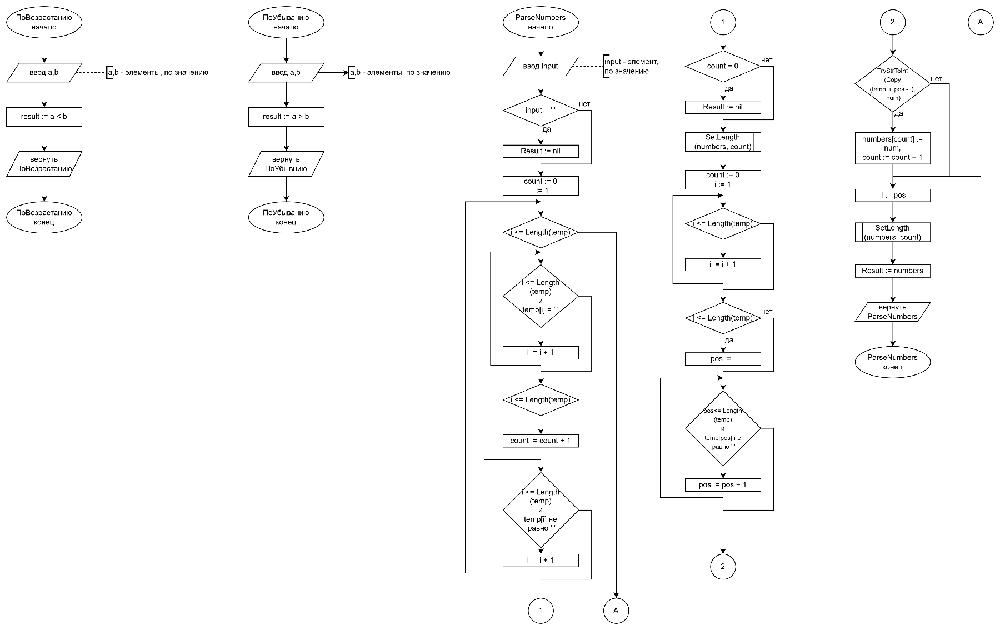 ПоВозрастанию
начало
ввод a,b
a,b - элементы, по значению
result := a < b
вернуть
ПоВозрастанию
ПоВозрастанию
конец
ПоУбыванию
начало
ввод a,b
a,b - элементы, по значению
result := a > b
вернуть
ПоУбывнию
ПоУбыванию
конец
ParseNumbers
начало
ввод input
input - элемент,
по значению
input = ' '
нет
да
Result := nil
count := 0
i := 1
i <= Length(temp)
i <= Length
(temp)
и
temp[i] = ' '
i := i + 1
i <= Length(temp)
count := count + 1
i <= Length
(temp)
и
temp[i] не
равно ' '
i := i + 1
1
A
1
count = 0
нет
да
Result := nil
SetLength
(numbers, count)
count := 0
i := 1
i <= Length(temp)
i := i + 1
i <= Length(temp)
нет
да
pos := i
pos<= Length
(temp)
и
temp[pos] не
равно ' '
pos := pos + 1
2
2
A
TryStrToInt
(Copy
(temp, i, pos - i),
num)
нет
да
numbers[count] :=
num;
count := count + 1
i := pos
SetLength
(numbers, count)
Result := numbers
вернуть
ParseNumbers
ParseNumbers
конец